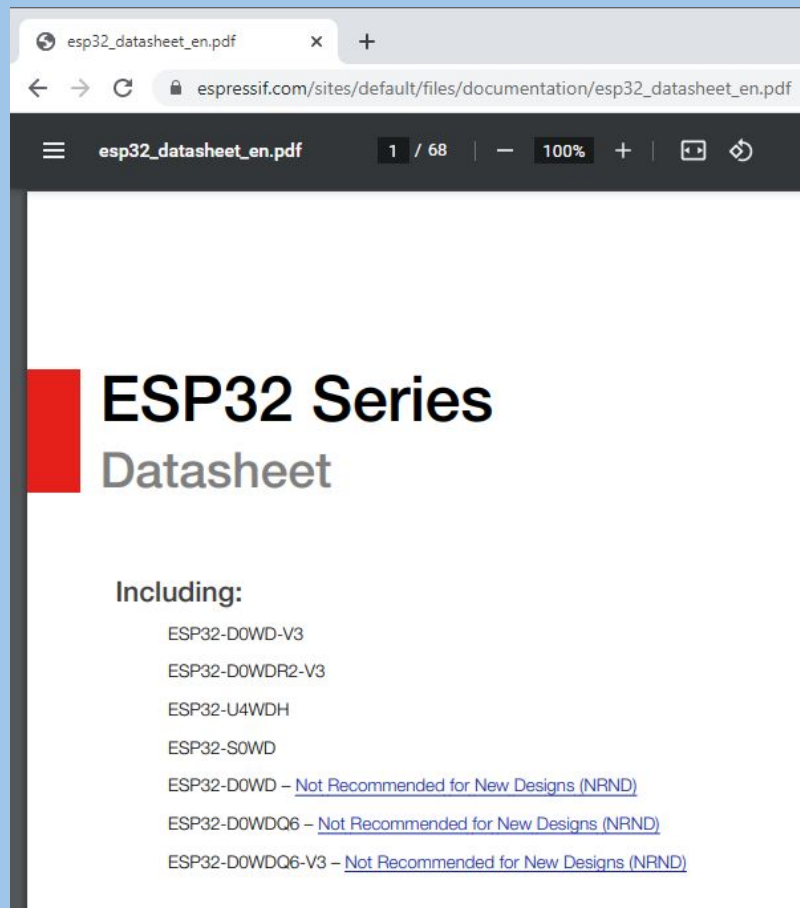 esp32_datasheet_en.pdf
espressif.com/sites/default/files/documentation/esp32_datasheet_en.pdf
esp32_datasheet_en.pdf 1 / 68 100%
ESP32 Series
Datasheet
Including:
ESP32-D0WD-V3
ESP32-D0WDR2-V3
ESP32-U4WDH
ESP32-S0WD
ESP32-D0WD – Not Recommended for New Designs (NRND)
ESP32-D0WDQ6 – Not Recommended for New Designs (NRND)
ESP32-D0WDQ6-V3 – Not Recommended for New Designs (NRND)